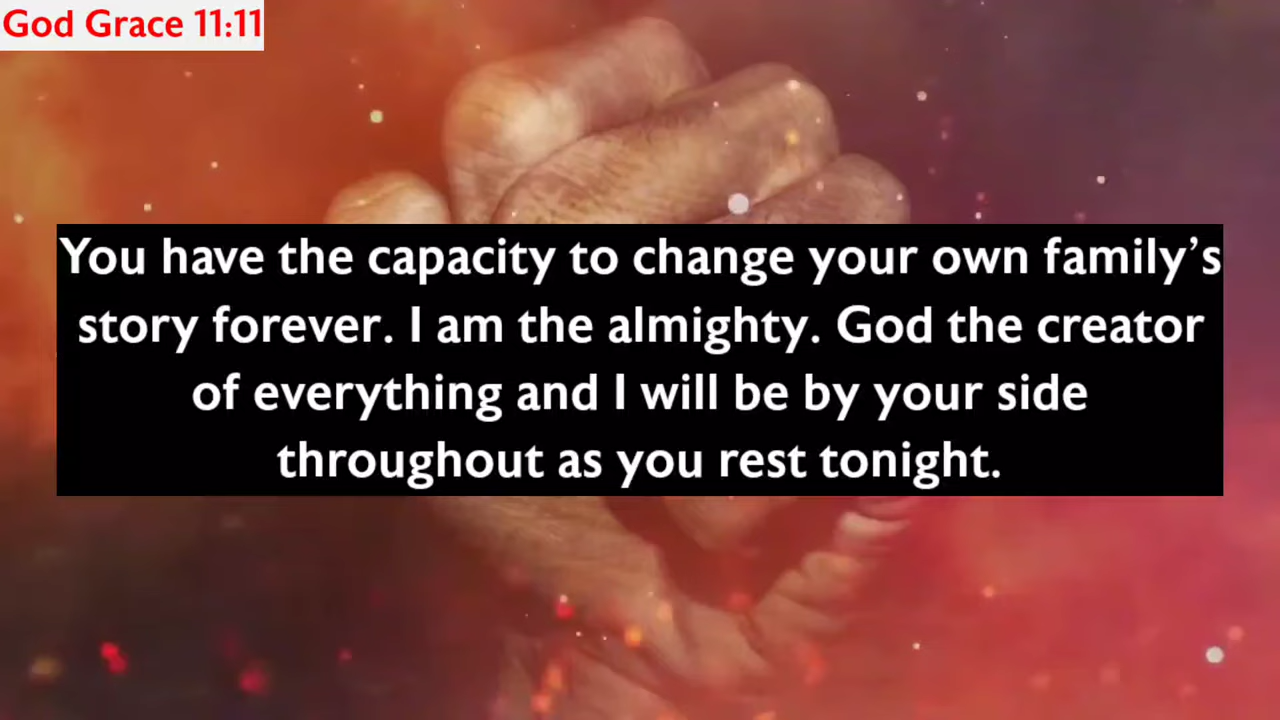 God Grace 11:11
You have the capacity to change your own family’s
story forever. I am the almighty. God the creator
of everything and I will be by your side
throughout as you rest tonight.